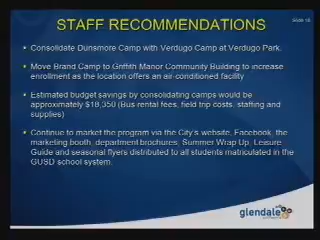 Slide 18
STAFF RECOMMENDATIONS
Consolidate Dunsmore Camp with Verdugo Camp at Verdugo Park.
Move Brand Camp to Griffith Manor Community Building to increase
enrollment as the location offers an air-conditioned facility
Estimated budget savings by consolidating camps would be
approximately $18,350 (Bus rental fees, field trip costs, staffing and
supplies)
Continue to market the program via the City's website, Facebook, the
marketing booth, department brochures, Summer Wrap Up, Leisure
Guide and seasonal flyers distributed to all students matriculated in the
GUSD school system.
glendale